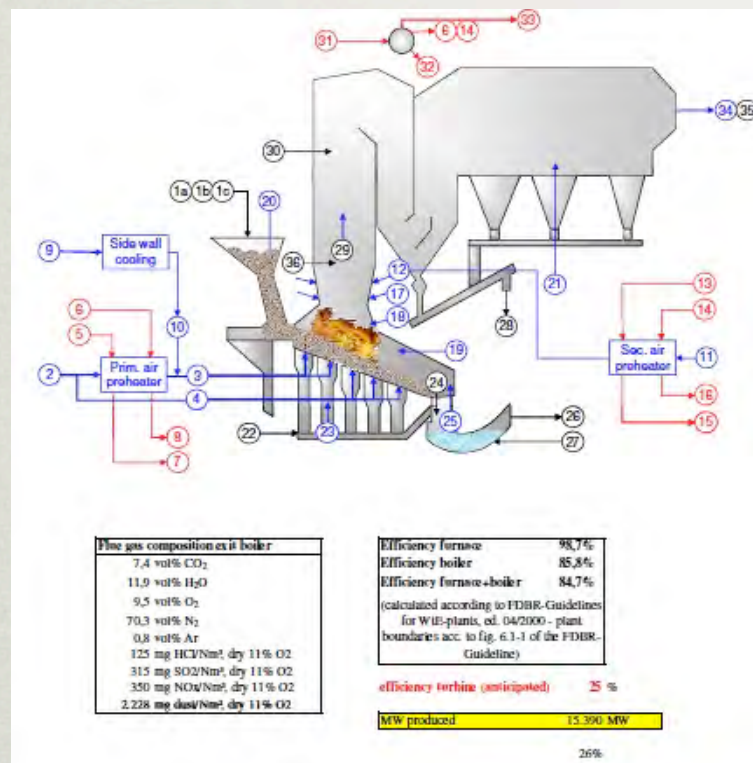 31
6
14
33
32
34
35
30
1a
1b
1c
20
29
36
12
17
18
19
21
28
13
14
9
Side wall
cooling
10
6
5
2
Prim. air
preheater
3
4
8
7
22
23
24
25
26
27
Sec. air
preheater
11
16
15
Flue gas composition exit boiler
7,4 vol% CO₂
11,9 vol% H₂O
9,5 vol% O₂
70,3 vol% N₂
0,8 vol% Ar
125 mg HCl/Nm³, dry 11% O2
315 mg SO2/Nm³, dry 11% O2
350 mg NOx/Nm³, dry 11% O2
2.228 mg dust/Nm³, dry 11% O2
Efficiency furnace 98,7%
Efficiency boiler 85,8%
Efficiency furnace+boiler 84,7%
(calculated according to FDBR-Guidelines
for WtE-plants, ed. 04/2000 - plant
boundaries acc. to fig. 6.1-1 of the FDBR-
Guideline)
efficiency turbine (anticipated) 25 %
MW produced 15.390 MW
26%